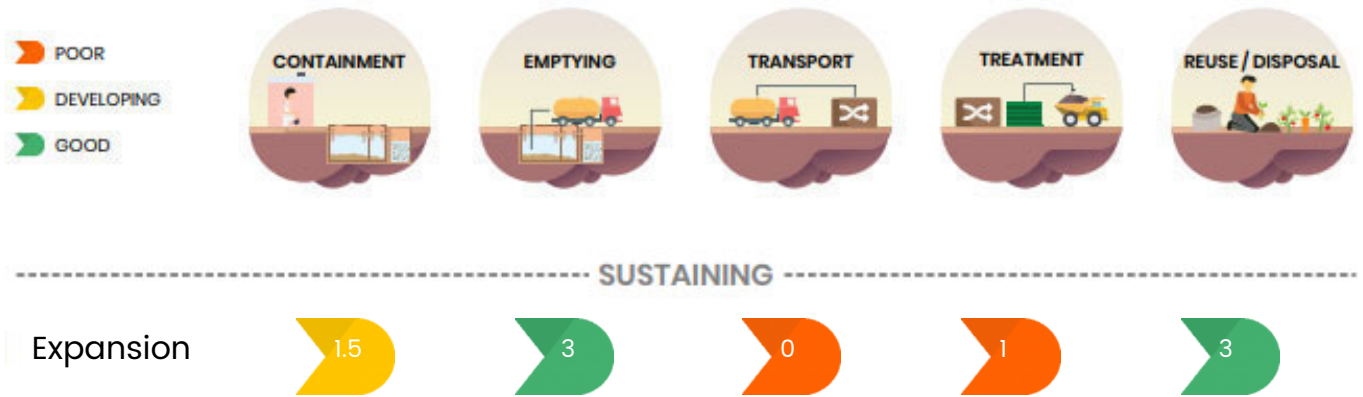 POOR
DEVELOPING
GOOD
CONTAINMENT
EMPTYING
TRANSPORT
TREATMENT
REUSE / DISPOSAL
SUSTAINING
Expansion
1.5
3
0
1
3